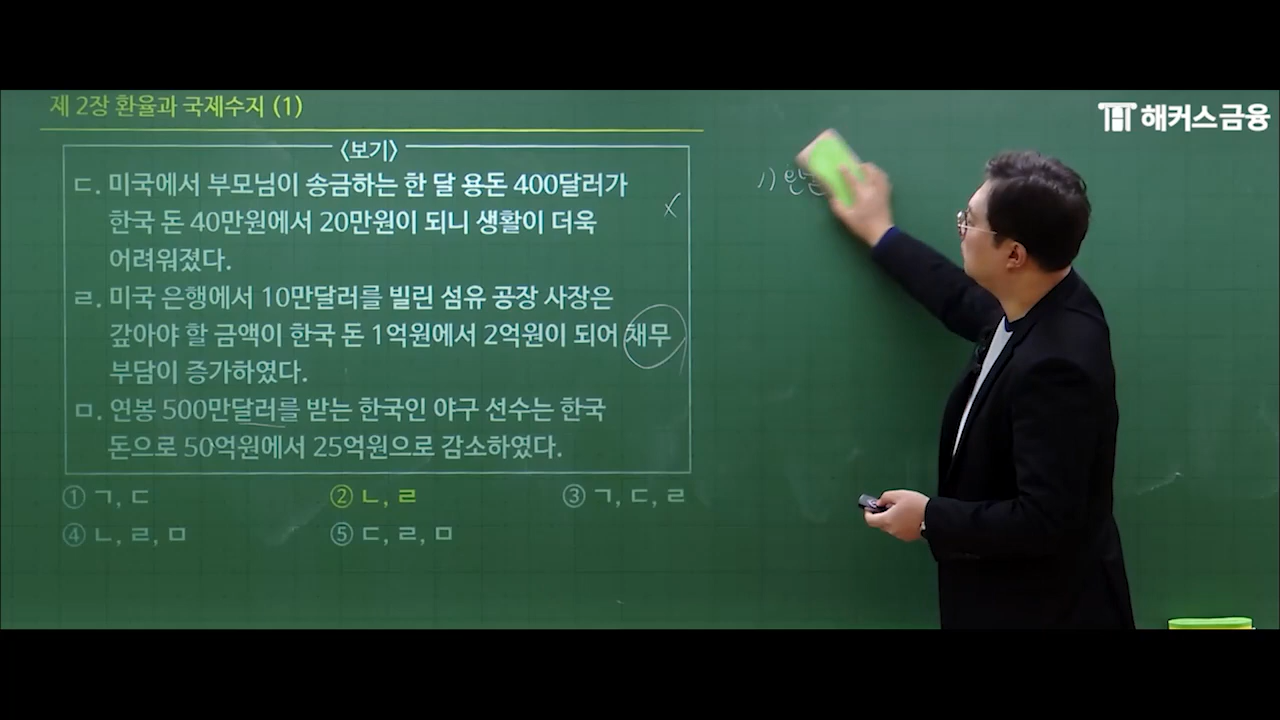 제 2장 환율과 국제수지 (1)
해커스금융
〈보기〉
ㄷ. 미국에서 부모님이 송금하는 한 달 용돈 400달러가
한국 돈 40만원에서 20만원이 되니 생활이 더욱
어려워졌다.
ㄹ. 미국 은행에서 10만달러를 빌린 섬유 공장 사장은
갚아야 할 금액이 한국 돈 1억원에서 2억원이 되어 채무
부담이 증가하였다.
ㅁ. 연봉 500만달러를 받는 한국인 야구 선수는 한국
돈으로 50억원에서 25억원으로 감소하였다.
① ㄱ, ㄷ ② ㄴ, ㄹ ③ ㄱ, ㄷ, ㄹ
④ ㄴ, ㄹ, ㅁ ⑤ ㄷ, ㄹ, ㅁ